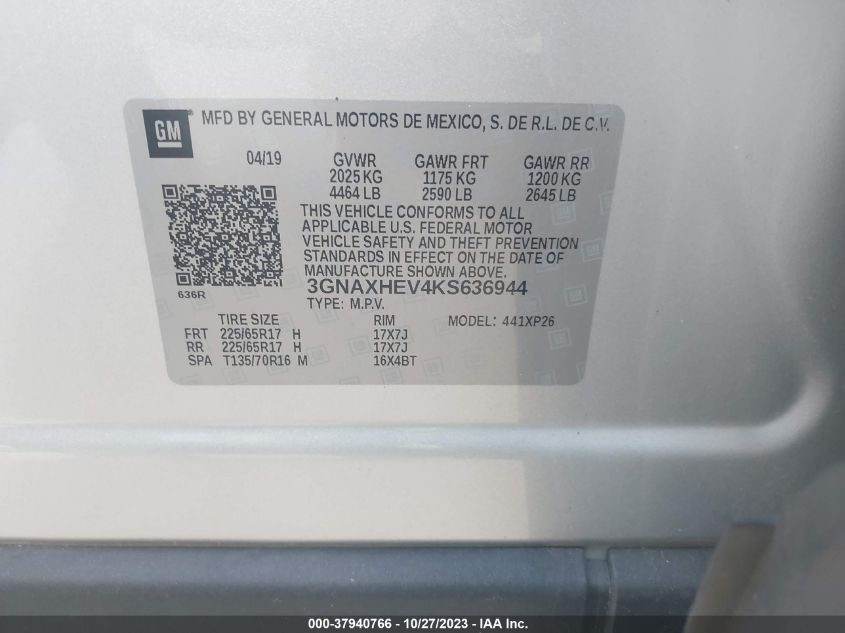 GM ® MFD BY GENERAL MOTORS DE MEXICO, S. DE R.L. DE C.V.
04/19 GVWR GAWR FRT GAWR RR
2025 KG 1175 KG 1200 KG
4464 LB 2590 LB 2645 LB
THIS VEHICLE CONFORMS TO ALL
APPLICABLE U.S. FEDERAL MOTOR
VEHICLE SAFETY AND THEFT PREVENTION
STANDARDS IN EFFECT ON THE DATE OF
MANUFACTURE SHOWN ABOVE.
636R 3GNAXHEV4KS636944
TYPE: M.P.V.
TIRE SIZE RIM MODEL: 441XP26
FRT 225/65R17 H 17X7J
RR 225/65R17 H 17X7J
SPA T135/70R16 M 16X4BT
000-37940766 - 10/27/2023 - IAA Inc.